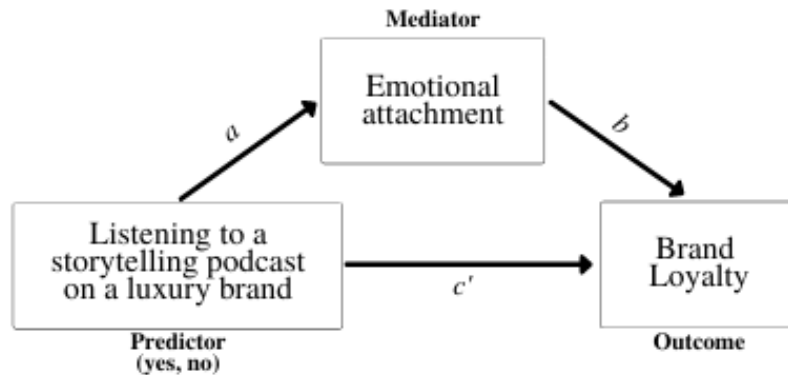 Mediator
Emotional
attachment
a
b
Listening to a
storytelling podcast
on a luxury brand
c'
Brand
Loyalty
Predictor
(yes, no)
Outcome